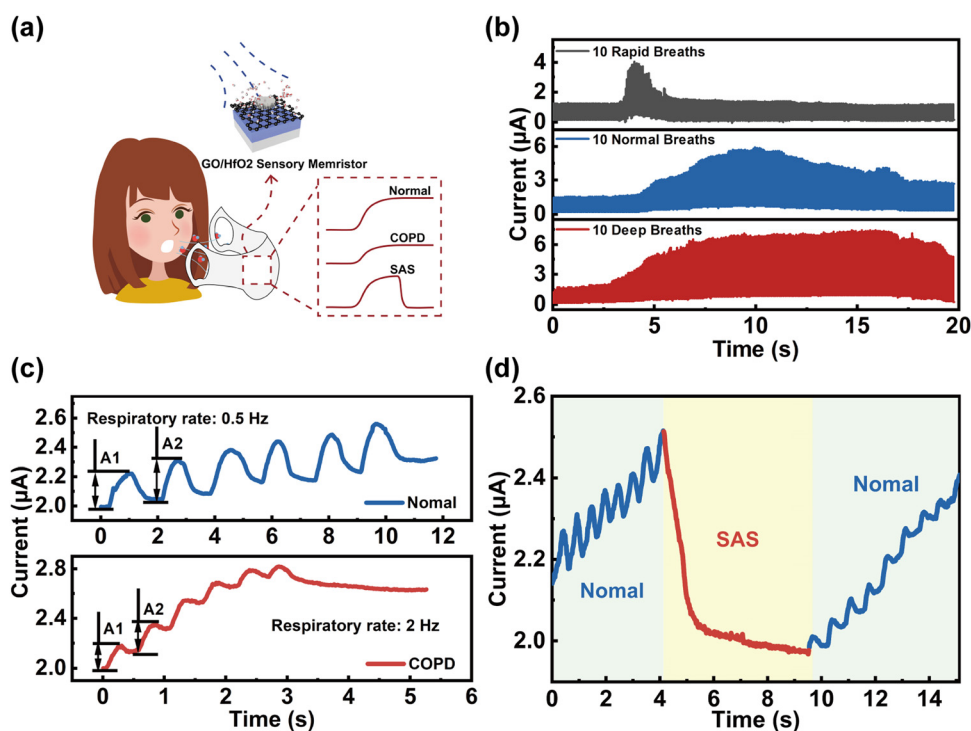 (a)
GO/HfO2 Sensory Memristor
Normal
COPD
SAS
(b)
10 Rapid Breaths
4
2
0
10 Normal Breaths
6
3
0
10 Deep Breaths
6
3
0
Current (μA)
0 5 10 15 20
Time (s)
(c)
Respiratory rate: 0.5 Hz
A1
A2
2.6
2.4
2.2
2.0
Nomal
0 2 4 6 8 10 12
Current (μA)
2.8
2.4
2.0
A1
A2
Respiratory rate: 2 Hz
COPD
0 1 2 3 4 5 6
Time (s)
(d)
2.6
2.4
2.2
2.0
Current (μA)
Nomal
SAS
Nomal
0 2 4 6 8 10 12 14
Time (s)